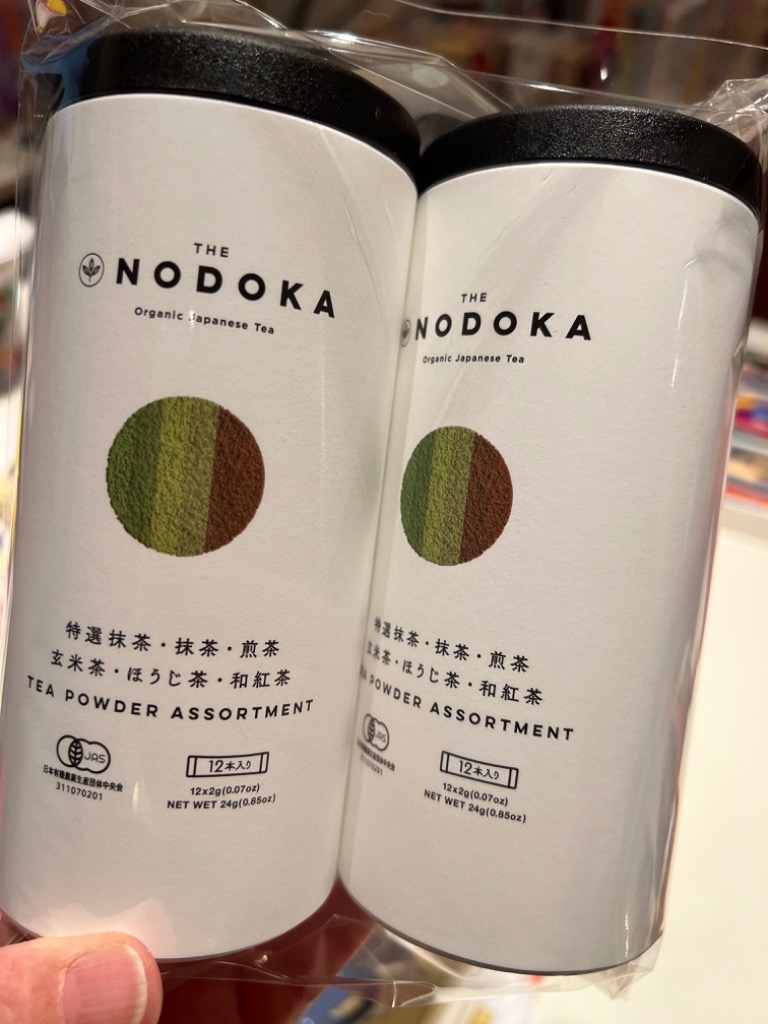 THE
NODOKA
Organic Japanese Tea
特選抹茶・抹茶・煎茶
玄米茶・ほうじ茶・和紅茶
TEA POWDER ASSORTMENT
JAS
日本有機農業生産団体中央会
311070201
12本入り
12x2g(0.07oz)
NET WET 24g(0.85oz)
THE
NODOKA
Organic Japanese Tea
特選抹茶・抹茶・煎茶
玄米茶・ほうじ茶・和紅茶
POWDER ASSORTMENT
JAS
12本入り
12x2g(0.07oz)
NET WET 24g(0.85oz)